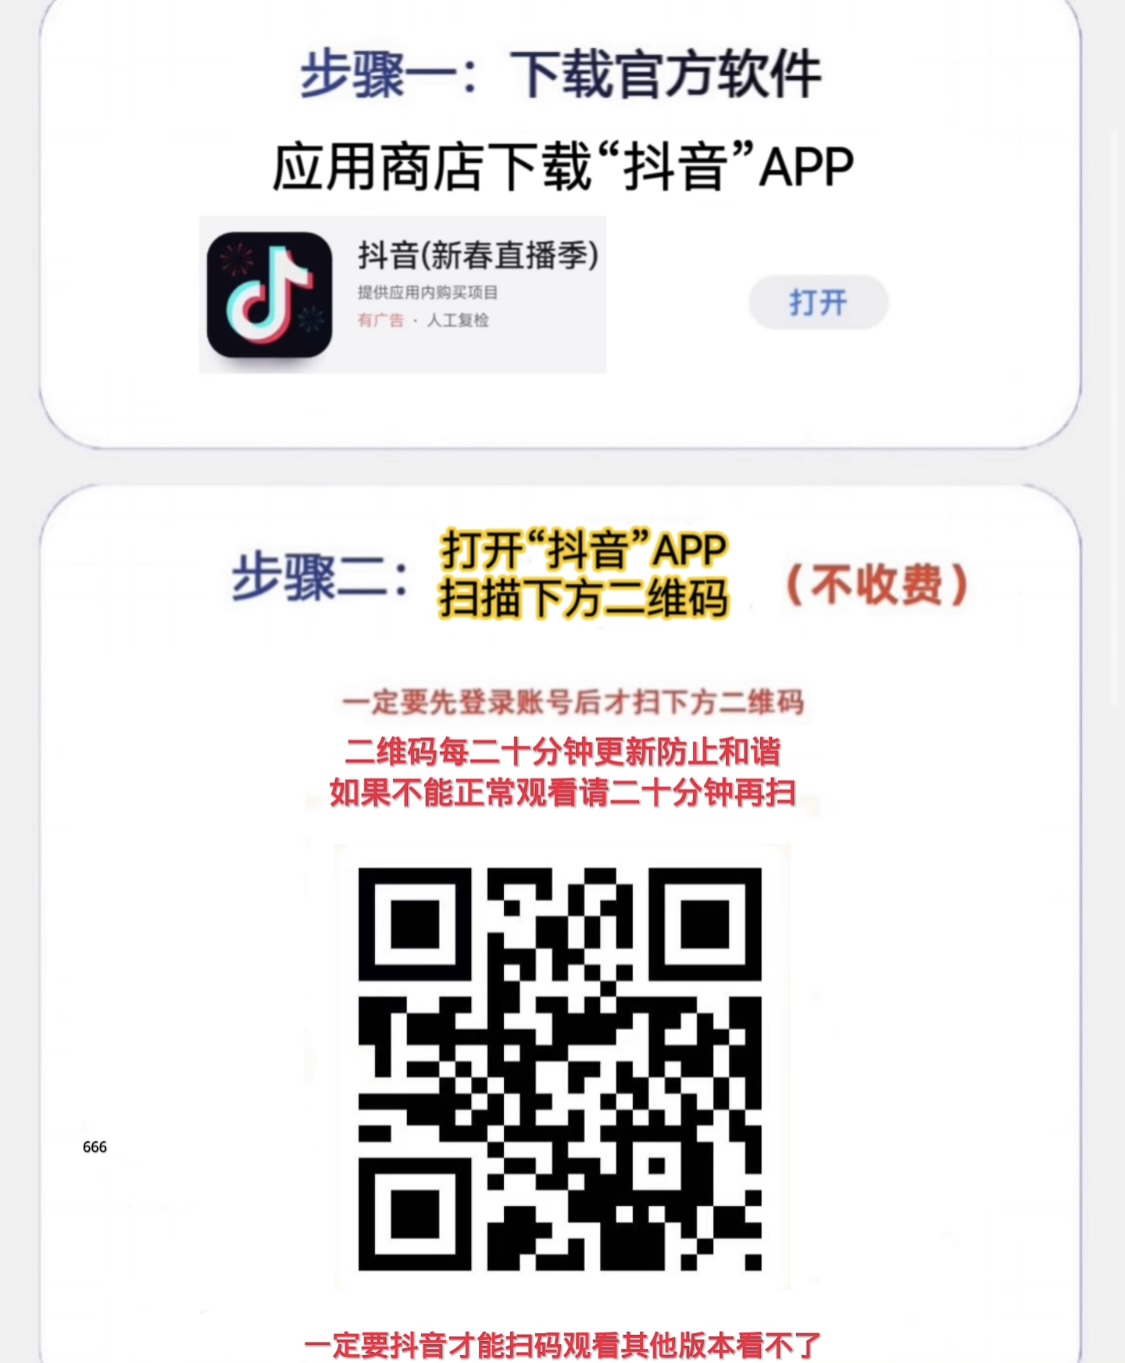 步骤一：下载官方软件
应用商店下载“抖音”APP
抖音(新春直播季)
提供应用内购买项目
有广告 · 人工复检
打开
步骤二：
打开“抖音”APP
扫描下方二维码
（不收费）
一定要先登录账号后才扫下方二维码
二维码每二十分钟更新防止和谐
如果不能正常观看请二十分钟再扫
666
一定要抖音才能扫码观看其他版本看不了